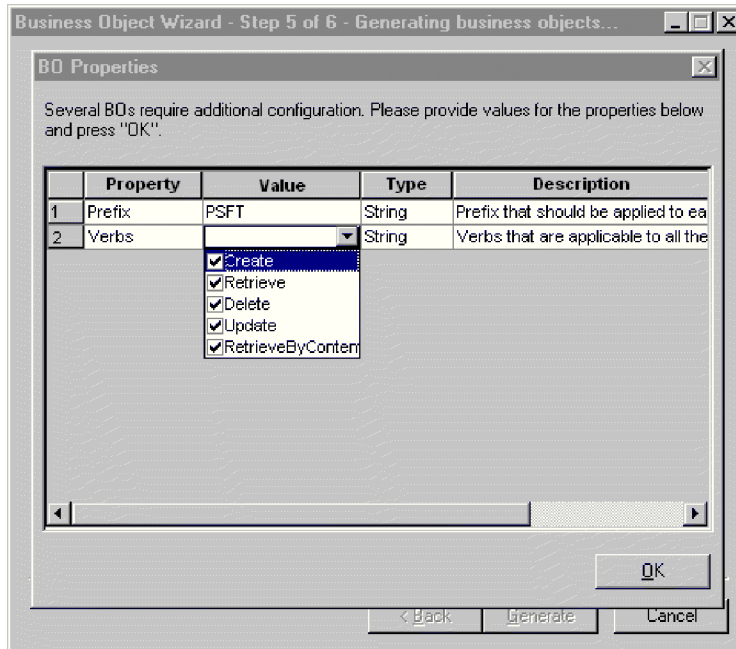 Business Object Wizard - Step 5 of 6 - Generating business objects...
BO Properties
Several BOs require additional configuration. Please provide values for the properties below
and press "OK".
Property Value Type Description
1 Prefix PSFT String Prefix that should be applied to ea
2 Verbs String Verbs that are applicable to all the
Create
Retrieve
Delete
Update
RetrieveByConten
OK
< Back Generate Cancel